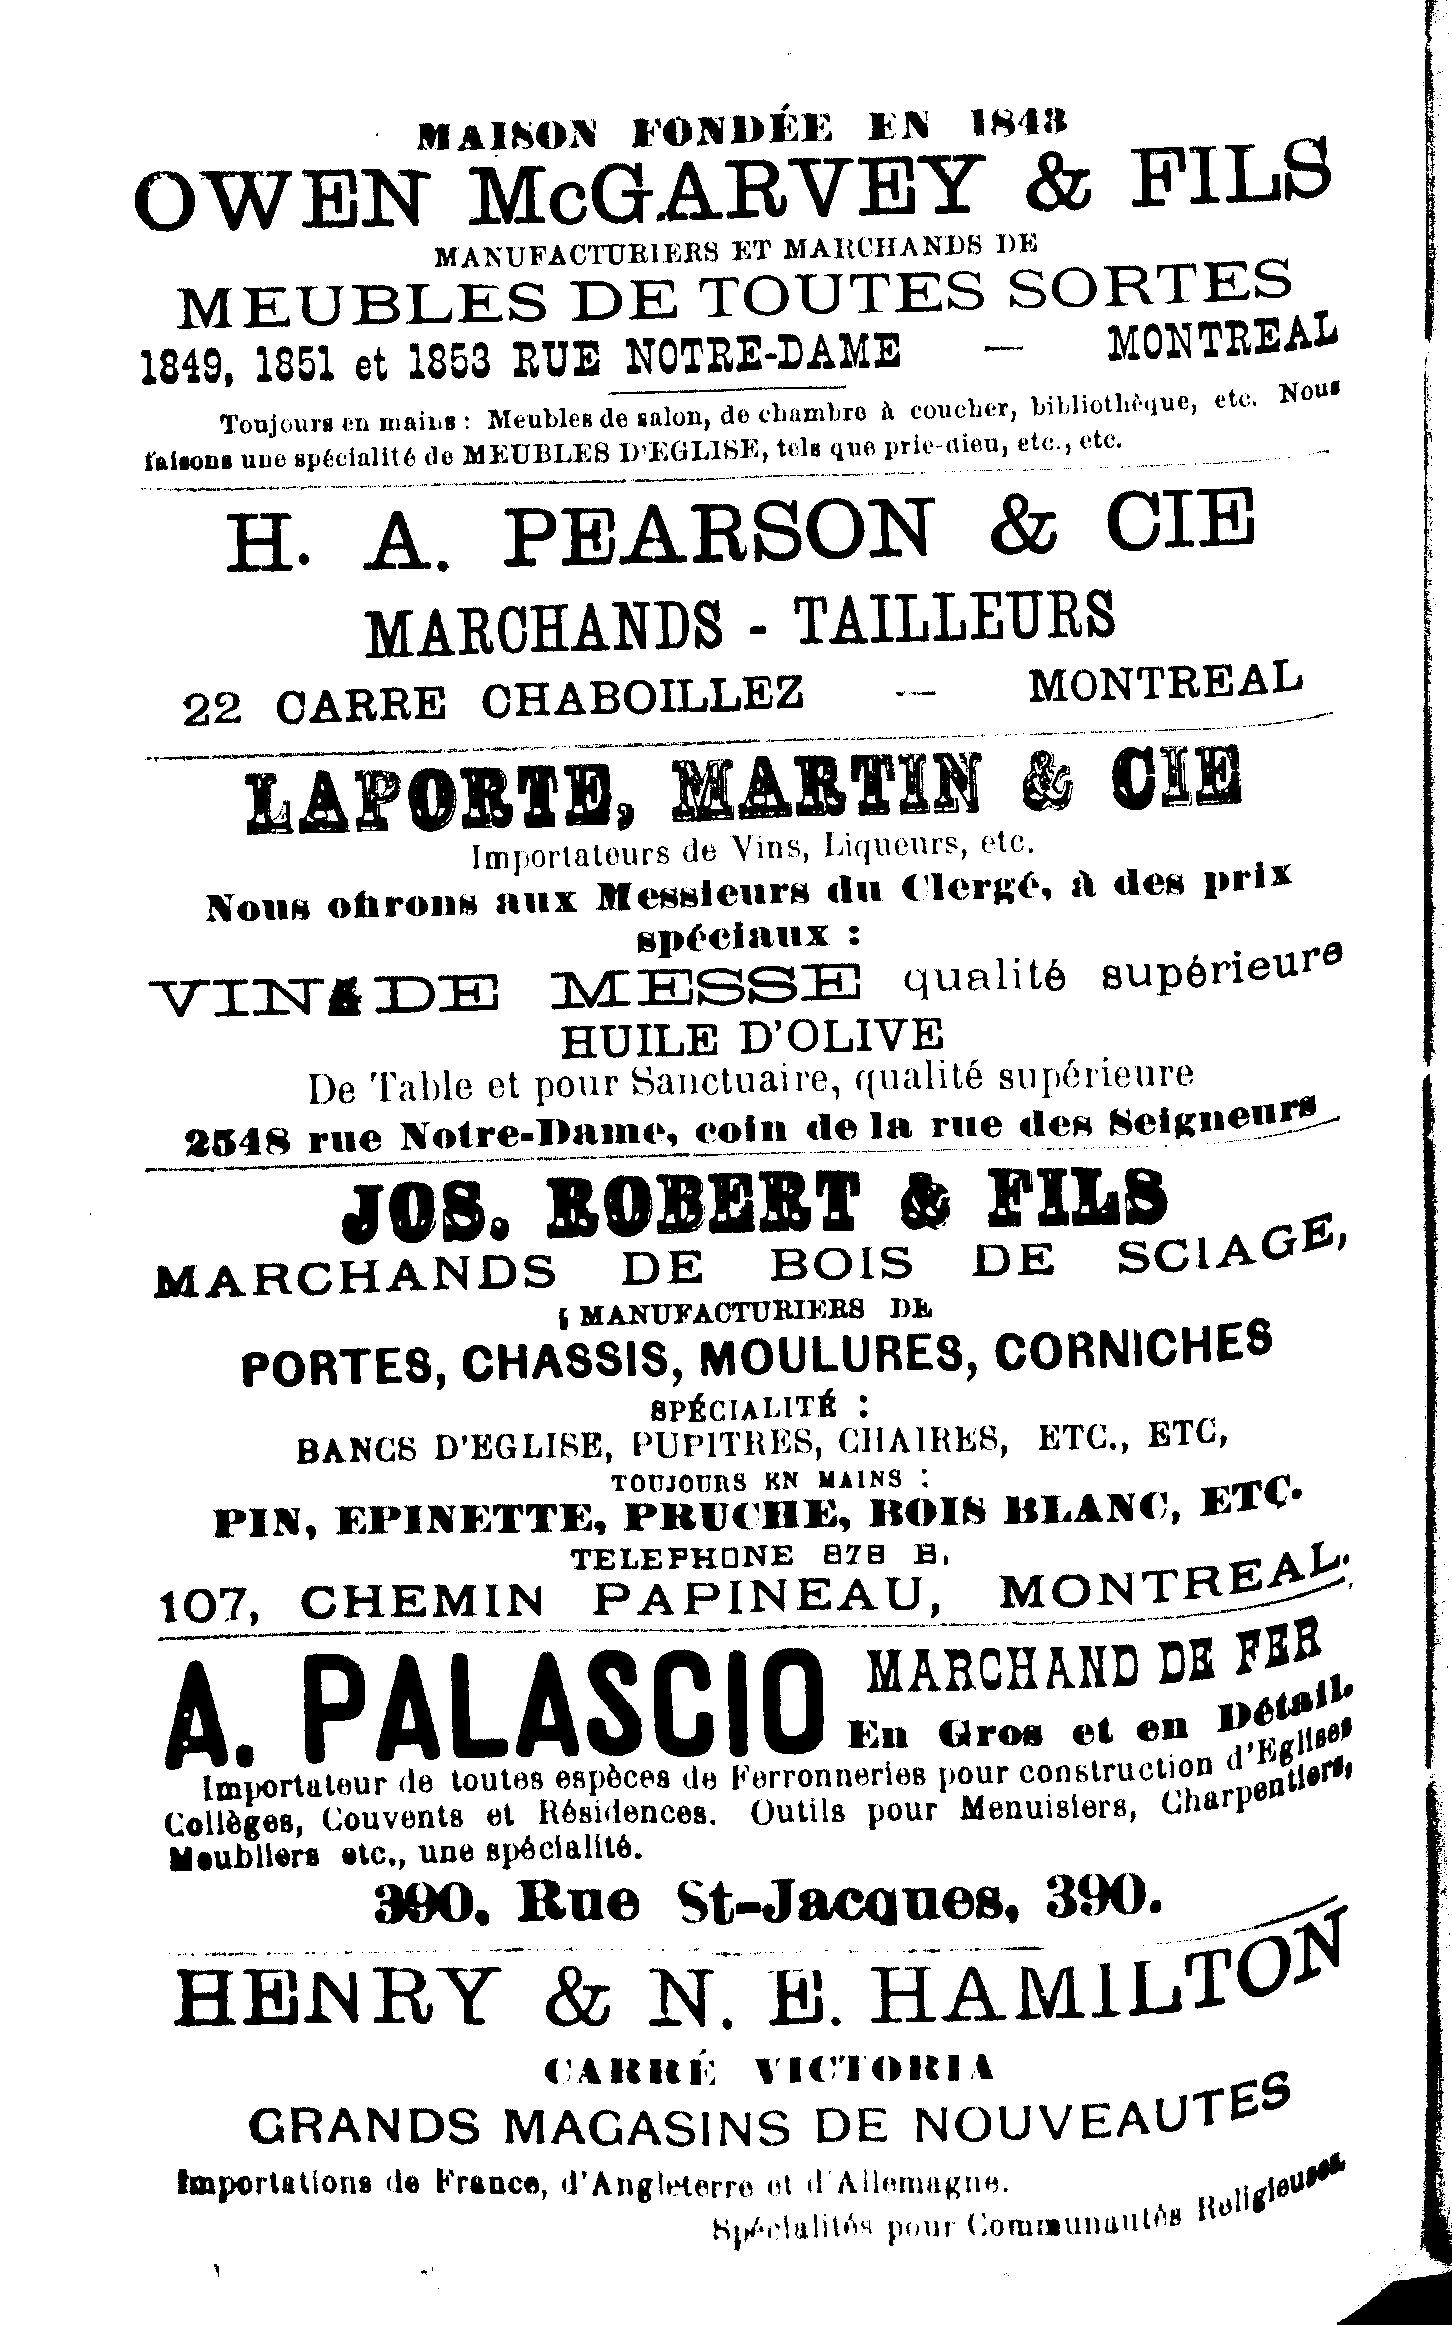 MAISON FONDÉE EN 1843
OWEN McGARVEY & FILS
MANUFACTURIERS ET MARCHANDS DE
MEUBLES DE TOUTES SORTES
1849, 1851 et 1853 RUE NOTRE-DAME — MONTREAL
Toujours en mains : Meubles de salon, de chambre à coucher, bibliothèque, etc. Nous
faisons une spécialité de MEUBLES D'EGLISE, tels que prie-dieu, etc., etc.
H. A. PEARSON & CIE
MARCHANDS - TAILLEURS
22 CARRE CHABOILLEZ — MONTREAL
LAPORTE, MARTIN & CIE
Importateurs de Vins, Liqueurs, etc.
Nous offrons aux Messieurs du Clergé, à des prix
spéciaux :
VIN DE MESSE qualité supérieure
HUILE D'OLIVE
De Table et pour Sanctuaire, qualité supérieure
2548 rue Notre-Dame, coin de la rue des Seigneurs
JOS. ROBERT & FILS
MARCHANDS DE BOIS DE SCIAGE,
MANUFACTURIERS DE
PORTES, CHASSIS, MOULURES, CORNICHES
SPÉCIALITÉ :
BANCS D'EGLISE, PUPITRES, CHAIRES, ETC., ETC,
TOUJOURS EN MAINS :
PIN, EPINETTE, PRUCHE, BOIS BLANC, ETC.
TELEPHONE 878 B.
107, CHEMIN PAPINEAU, MONTREAL.
A. PALASCIO MARCHAND DE FER
En Gros et en Détail.
Importateur de toutes espèces de Ferronneries pour construction d'Eglises
Collèges, Couvents et Résidences. Outils pour Menuisiers, Charpentiers,
Meubliers etc., une spécialité.
390, Rue St-Jacques, 390.
HENRY & N. E. HAMILTON
CARRÉ VICTORIA
GRANDS MAGASINS DE NOUVEAUTES
Importations de France, d'Angleterre et d'Allemagne.
Spécialités pour Communautés Religieuses